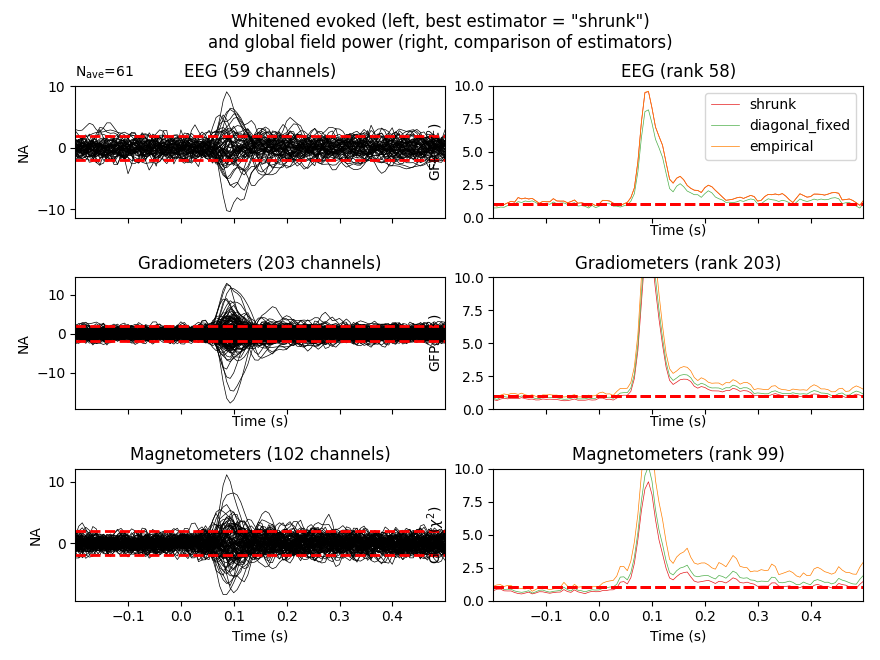 Whitened evoked (left, best estimator = "shrunk")
and global field power (right, comparison of estimators)
Nave=61
EEG (59 channels)
NA
10
0
−10
EEG (rank 58)
10.0
7.5
5.0
2.5
0.0
shrunk
diagonal_fixed
empirical
Time (s)
Gradiometers (203 channels)
NA
10
0
−10
Time (s)
Gradiometers (rank 203)
10.0
7.5
5.0
2.5
0.0
Time (s)
Magnetometers (102 channels)
NA
10
0
−0.1 0.0 0.1 0.2 0.3 0.4
Time (s)
Magnetometers (rank 99)
χ²)
10.0
7.5
5.0
2.5
0.0
−0.1 0.0 0.1 0.2 0.3 0.4
Time (s)